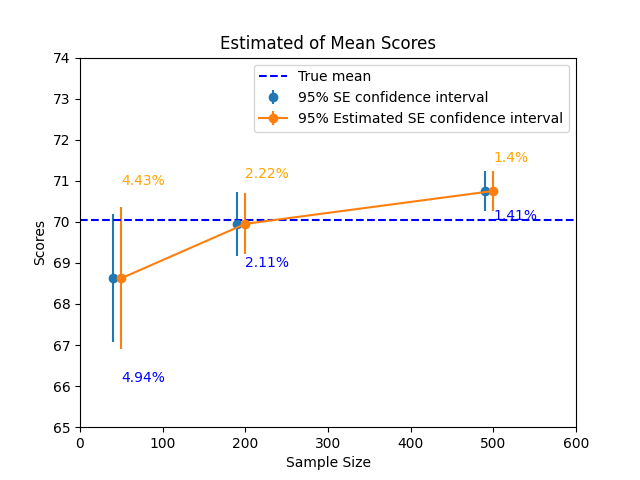 Estimated of Mean Scores
74
73
72
71
70
69
68
67
66
65
Scores
True mean
95% SE confidence interval
95% Estimated SE confidence interval
4.43%
2.22%
1.4%
1.41%
2.11%
4.94%
0 100 200 300 400 500 600
Sample Size